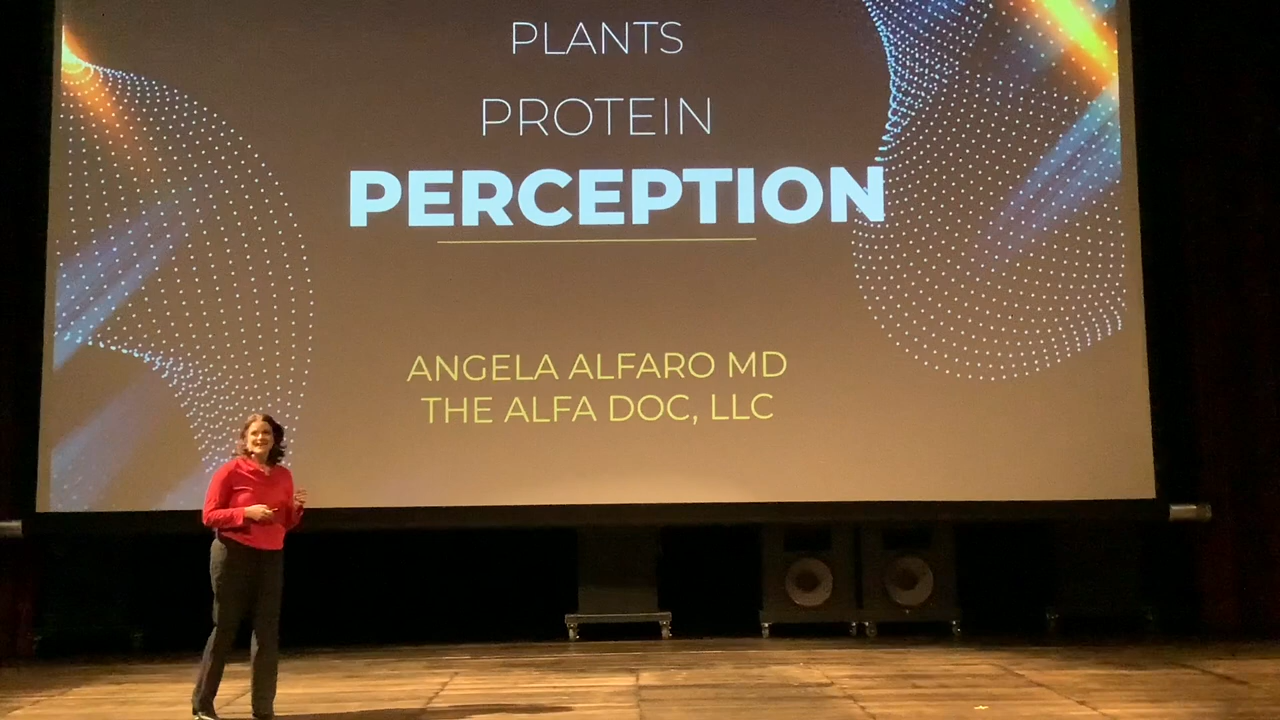 PLANTS
PROTEIN
PERCEPTION
ANGELA ALFARO MD
THE ALFA DOC, LLC